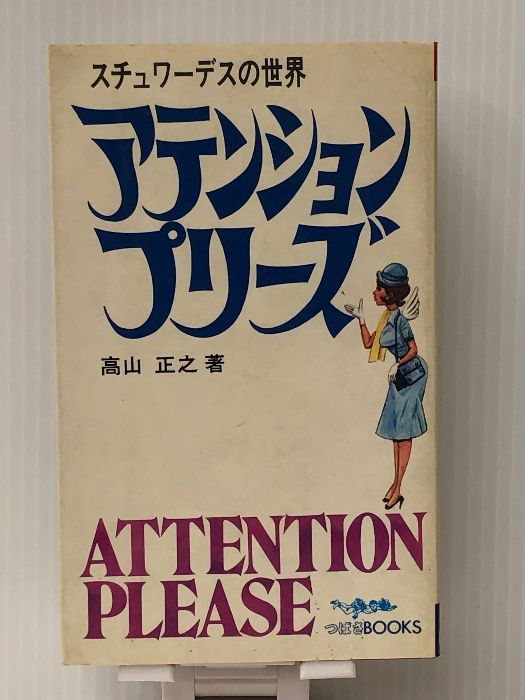 スチュワーデスの世界
アテンション
プリーズ
高山 正之 著
ATTENTION
PLEASE
つばさBOOKS